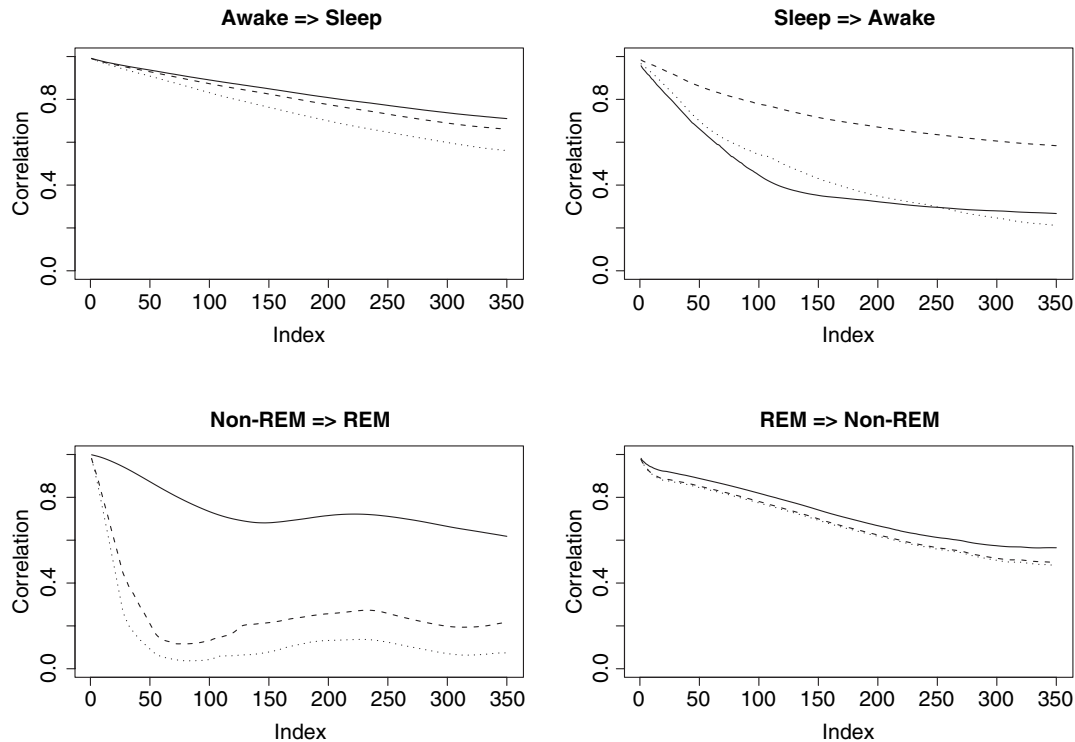 Awake => Sleep
Correlation
0.0 0.4 0.8
0 50 100 150 200 250 300 350
Index
Sleep => Awake
Correlation
0.0 0.4 0.8
0 50 100 150 200 250 300 350
Index
Non-REM => REM
Correlation
0.0 0.4 0.8
0 50 100 150 200 250 300 350
Index
REM => Non-REM
Correlation
0.0 0.4 0.8
0 50 100 150 200 250 300 350
Index